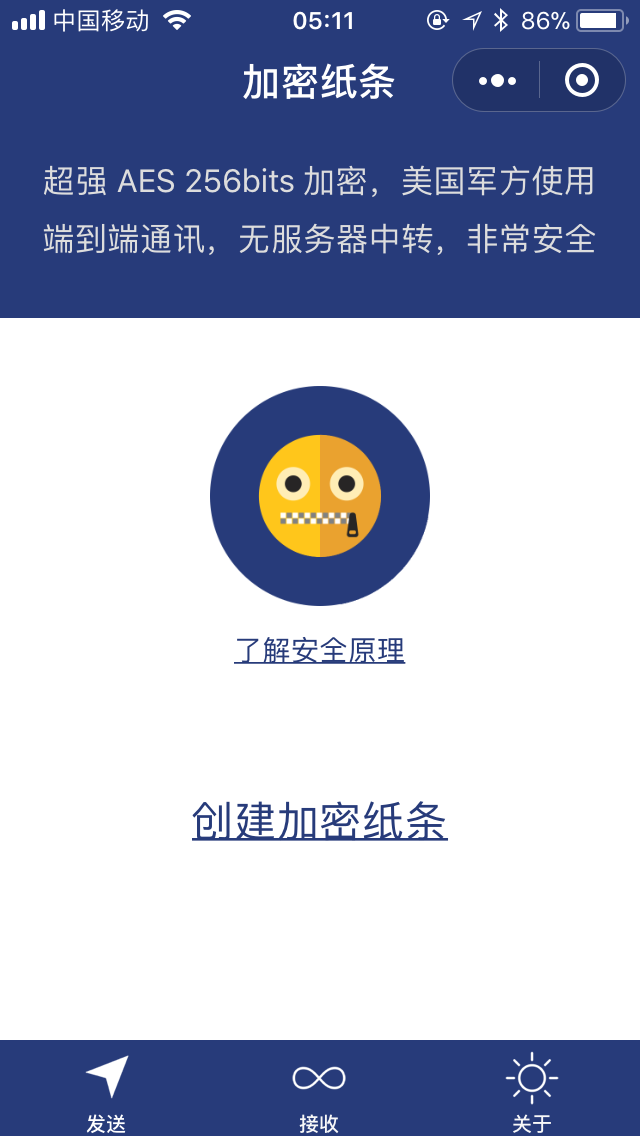 中国移动 05:11 86%
加密纸条
超强 AES 256bits 加密，美国军方使用
端到端通讯，无服务器中转，非常安全
了解安全原理
创建加密纸条
发送 接收 关于